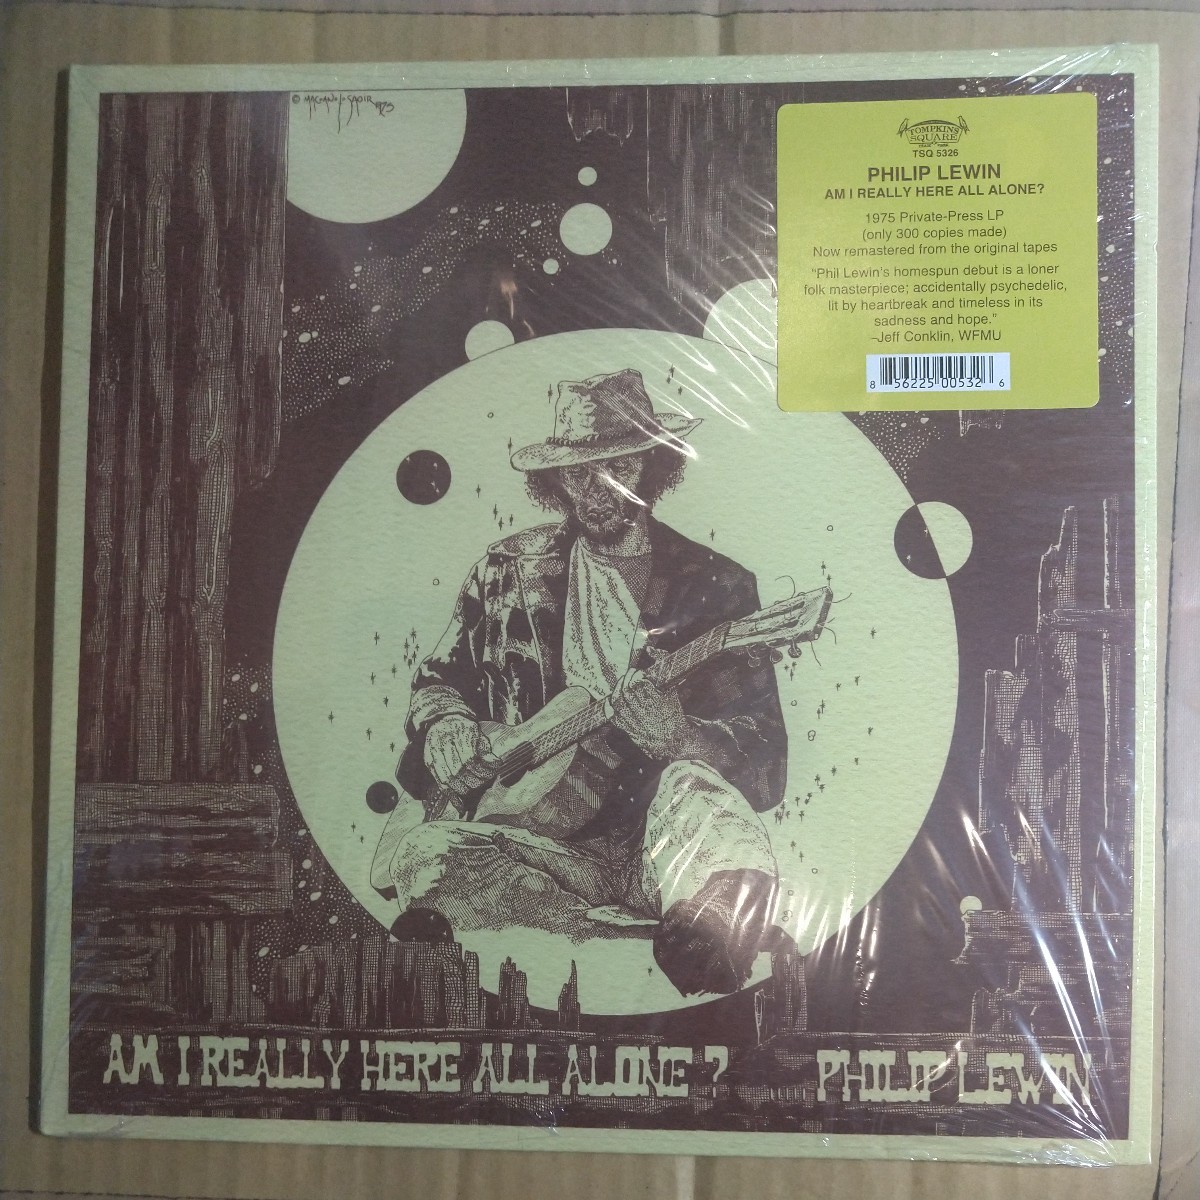 TOMPKINS
SQUARE
TSQ 5326
PHILIP LEWIN
AM I REALLY HERE ALL ALONE?
1975 Private-Press LP
(only 300 copies made)
Now remastered from the original tapes
"Phil Lewin's homespun debut is a loner
folk masterpiece; accidentally psychedelic,
lit by heartbreak and timeless in its
sadness and hope."
–Jeff Conklin, WFMU
8 56225 00532 6
AM I REALLY HERE ALL ALONE? PHILIP LEWIN